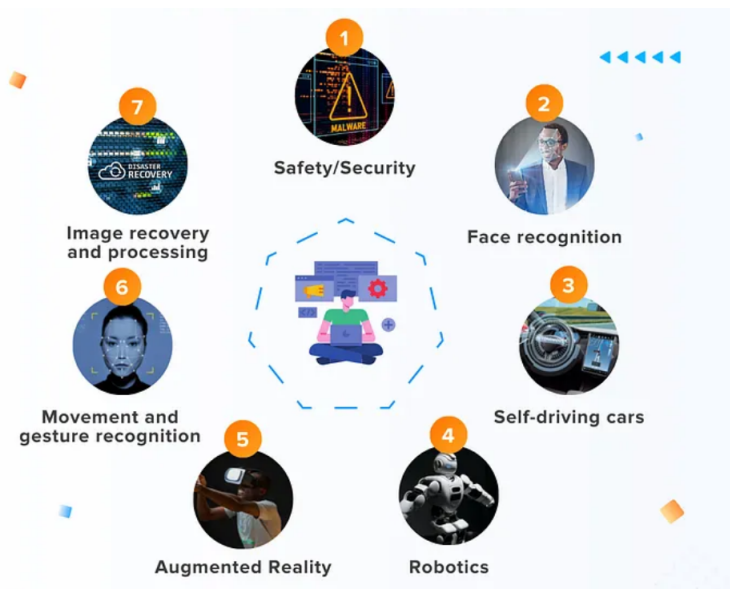 1
MALWARE
Safety/Security
2
Face recognition
3
Self-driving cars
4
Robotics
5
Augmented Reality
6
Movement and
gesture recognition
7
DISASTER
RECOVERY
Image recovery
and processing